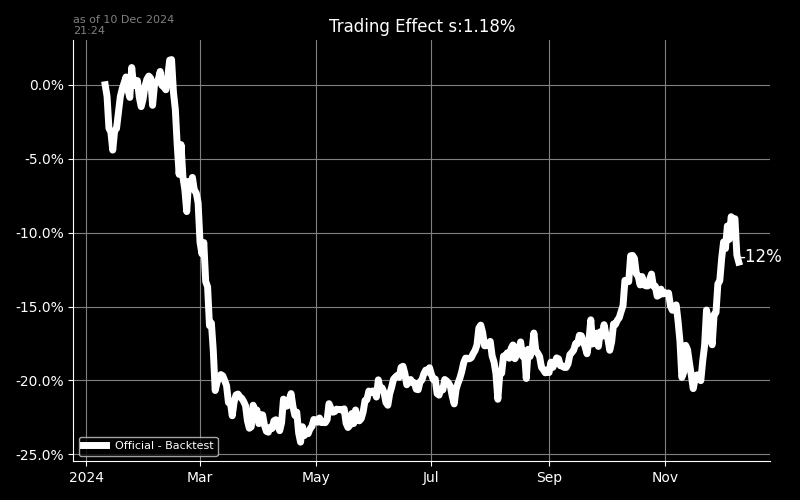 as of 10 Dec 2024
21:24
Trading Effect s:1.18%
0.0%
-5.0%
-10.0%
-12%
-15.0%
-20.0%
-25.0%
Official - Backtest
2024
Mar
May
Jul
Sep
Nov